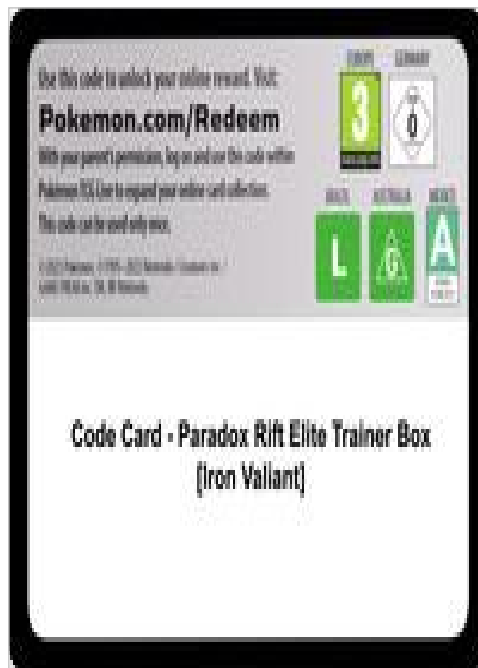 Use this code to unlock your online reward. Visit:
Pokemon.com/Redeem
With your parent's permission, log on and use this code within
Pokémon TCG Live to expand your online card collection.
This code can be used only once.
EUROPE GERMANY
3
0
BRAZIL AUSTRALIA MEXICO
L
G
A
Code Card - Paradox Rift Elite Trainer Box
[Iron Valiant]